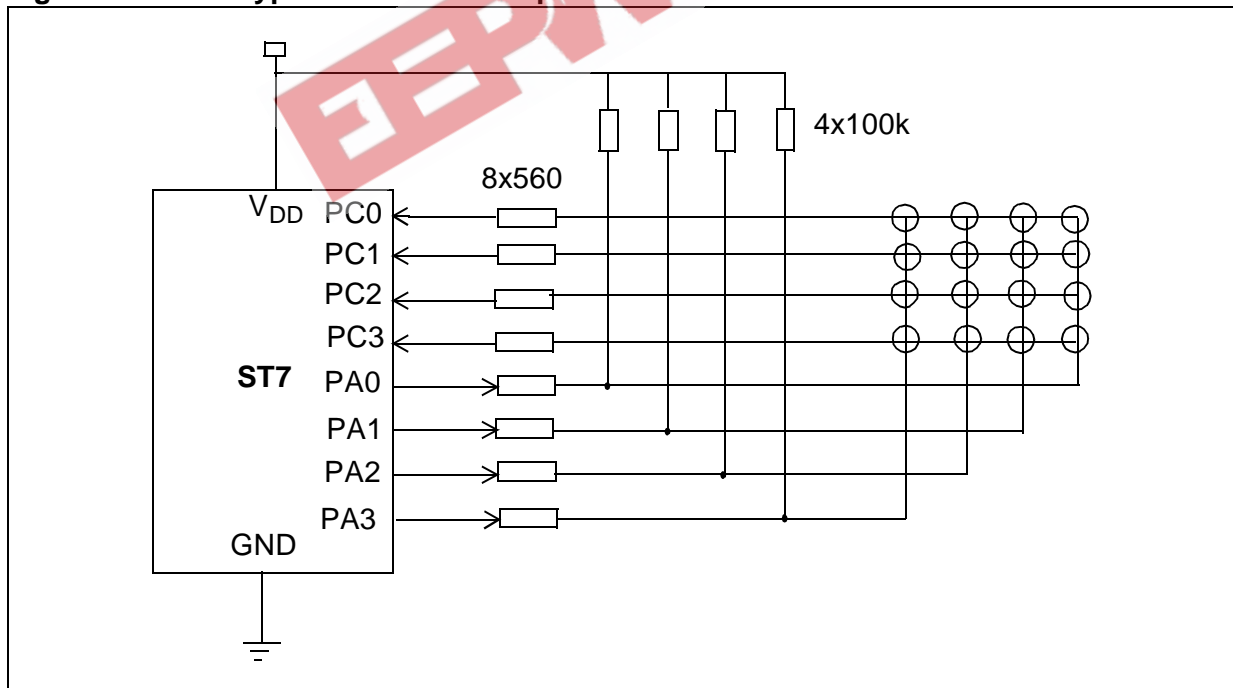 4x100k
8x560
VDD
PC0
PC1
PC2
PC3
ST7
PA0
PA1
PA2
PA3
GND